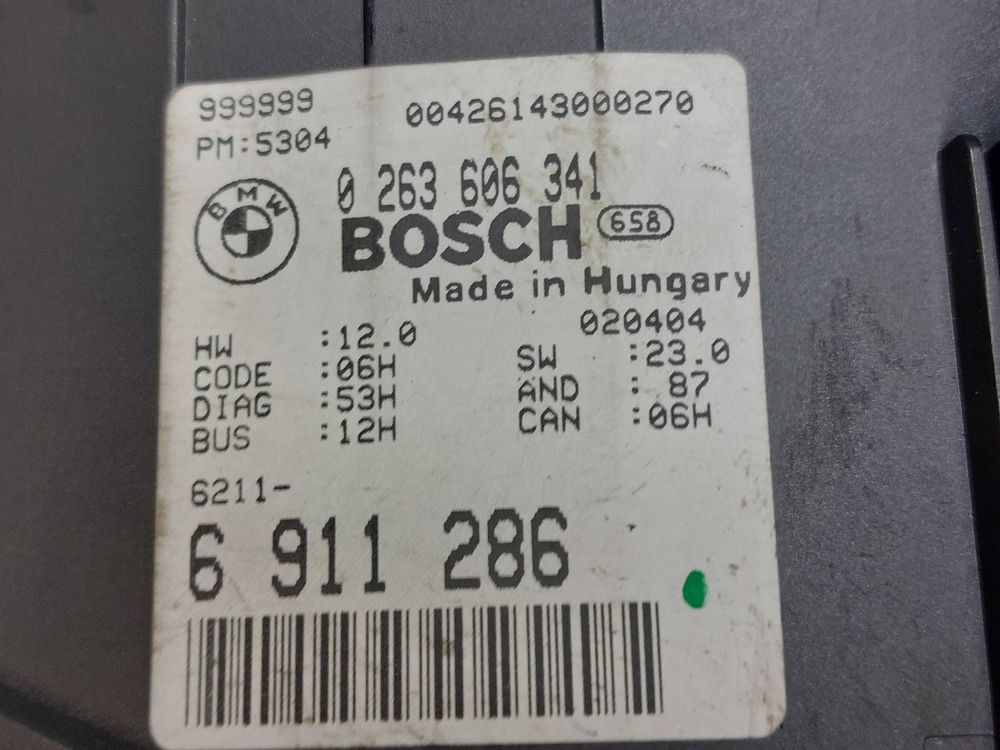 999999 00426143000270
PM:5304
0 263 606 341
BMW
BOSCH 658
Made in Hungary
020404
HW :12.0 SW :23.0
CODE :06H AND : 87
DIAG :53H CAN :06H
BUS :12H
6211-
6 911 286